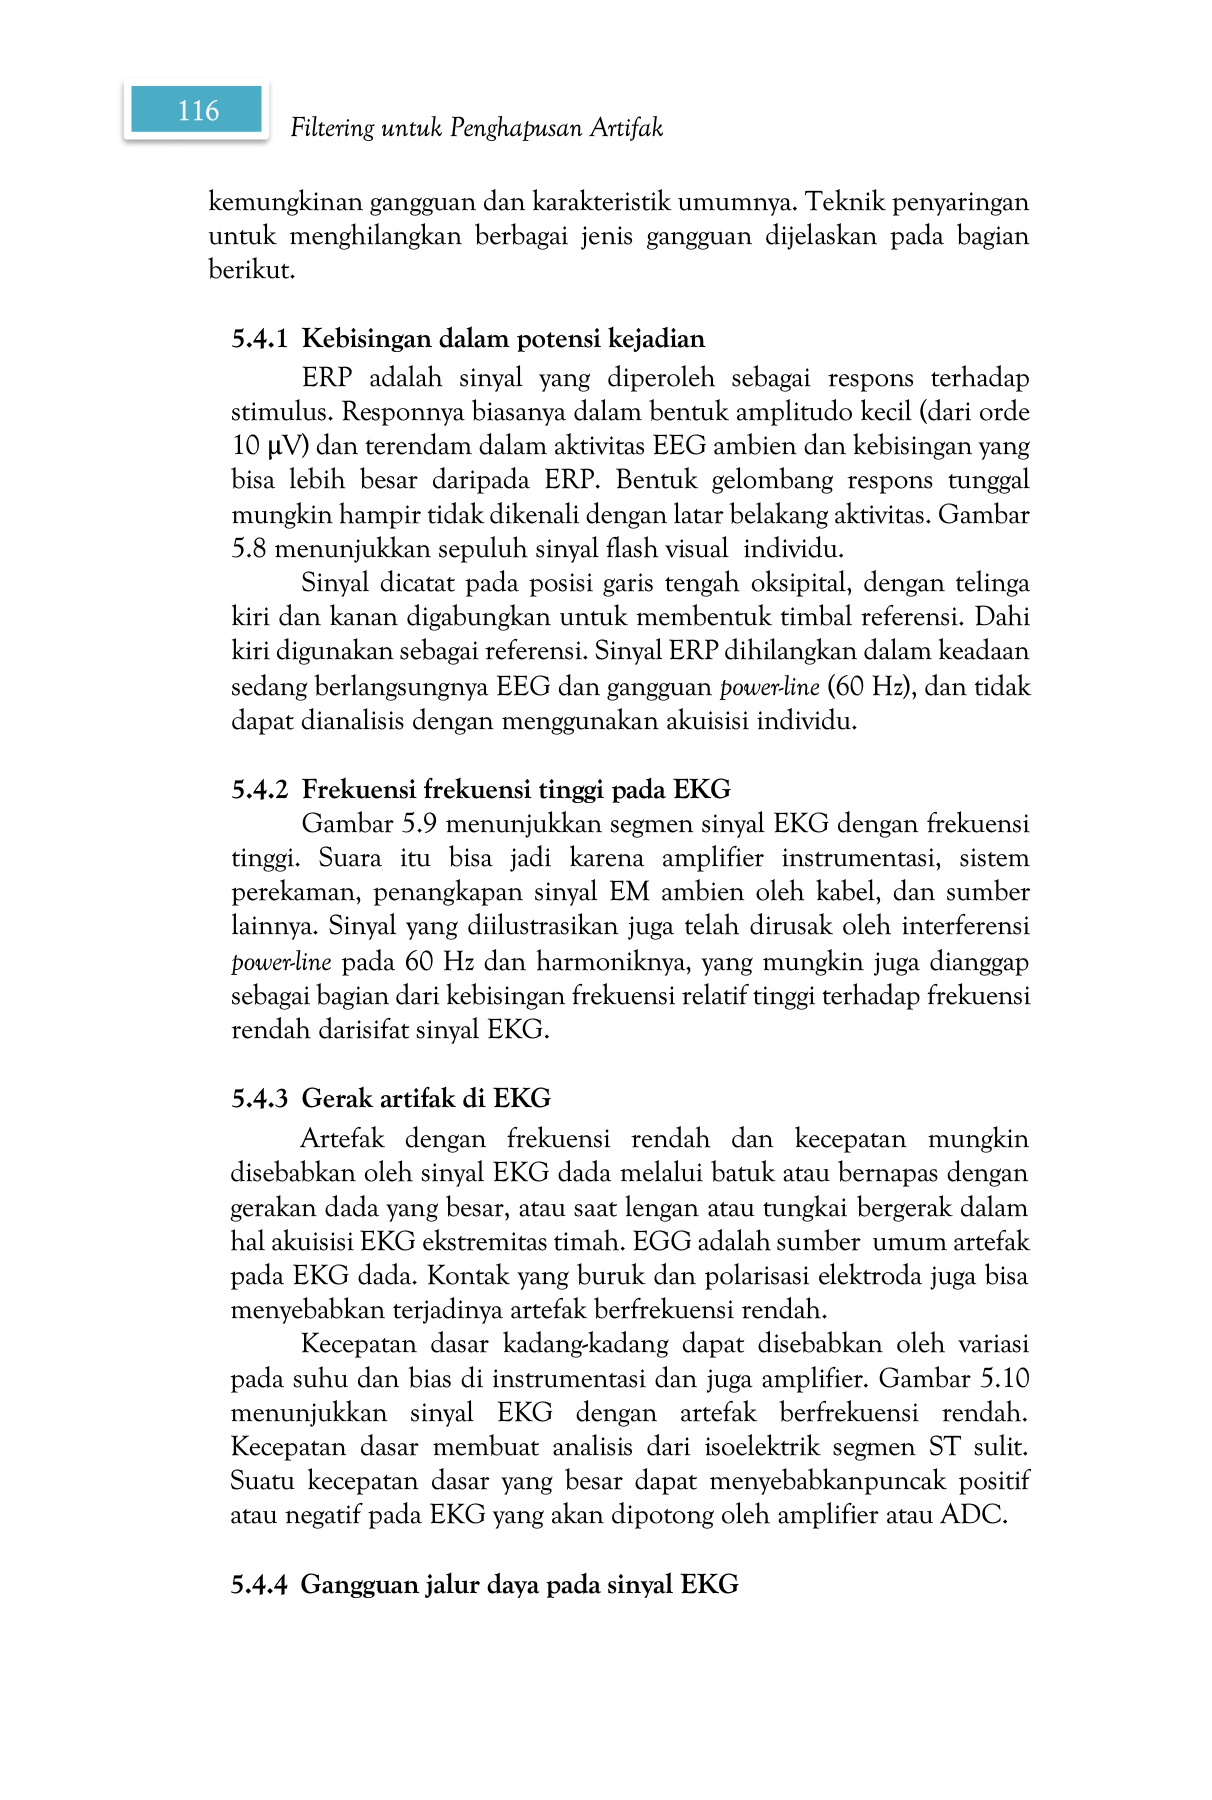 116
Filtering untuk Penghapusan Artifak
kemungkinan gangguan dan karakteristik umumnya. Teknik penyaringan
untuk menghilangkan berbagai jenis gangguan dijelaskan pada bagian
berikut.
5.4.1 Kebisingan dalam potensi kejadian
ERP adalah sinyal yang diperoleh sebagai respons terhadap
stimulus. Responnya biasanya dalam bentuk amplitudo kecil (dari orde
10 µV) dan terendam dalam aktivitas EEG ambien dan kebisingan yang
bisa lebih besar daripada ERP. Bentuk gelombang respons tunggal
mungkin hampir tidak dikenali dengan latar belakang aktivitas. Gambar
5.8 menunjukkan sepuluh sinyal flash visual individu.
Sinyal dicatat pada posisi garis tengah oksipital, dengan telinga
kiri dan kanan digabungkan untuk membentuk timbal referensi. Dahi
kiri digunakan sebagai referensi. Sinyal ERP dihilangkan dalam keadaan
sedang berlangsungnya EEG dan gangguan power-line (60 Hz), dan tidak
dapat dianalisis dengan menggunakan akuisisi individu.
5.4.2 Frekuensi frekuensi tinggi pada EKG
Gambar 5.9 menunjukkan segmen sinyal EKG dengan frekuensi
tinggi. Suara itu bisa jadi karena amplifier instrumentasi, sistem
perekaman, penangkapan sinyal EM ambien oleh kabel, dan sumber
lainnya. Sinyal yang diilustrasikan juga telah dirusak oleh interferensi
power-line pada 60 Hz dan harmoniknya, yang mungkin juga dianggap
sebagai bagian dari kebisingan frekuensi relatif tinggi terhadap frekuensi
rendah darisifat sinyal EKG.
5.4.3 Gerak artifak di EKG
Artefak dengan frekuensi rendah dan kecepatan mungkin
disebabkan oleh sinyal EKG dada melalui batuk atau bernapas dengan
gerakan dada yang besar, atau saat lengan atau tungkai bergerak dalam
hal akuisisi EKG ekstremitas timah. EGG adalah sumber umum artefak
pada EKG dada. Kontak yang buruk dan polarisasi elektroda juga bisa
menyebabkan terjadinya artefak berfrekuensi rendah.
Kecepatan dasar kadang-kadang dapat disebabkan oleh variasi
pada suhu dan bias di instrumentasi dan juga amplifier. Gambar 5.10
menunjukkan sinyal EKG dengan artefak berfrekuensi rendah.
Kecepatan dasar membuat analisis dari isoelektrik segmen ST sulit.
Suatu kecepatan dasar yang besar dapat menyebabkanpuncak positif
atau negatif pada EKG yang akan dipotong oleh amplifier atau ADC.
5.4.4 Gangguan jalur daya pada sinyal EKG